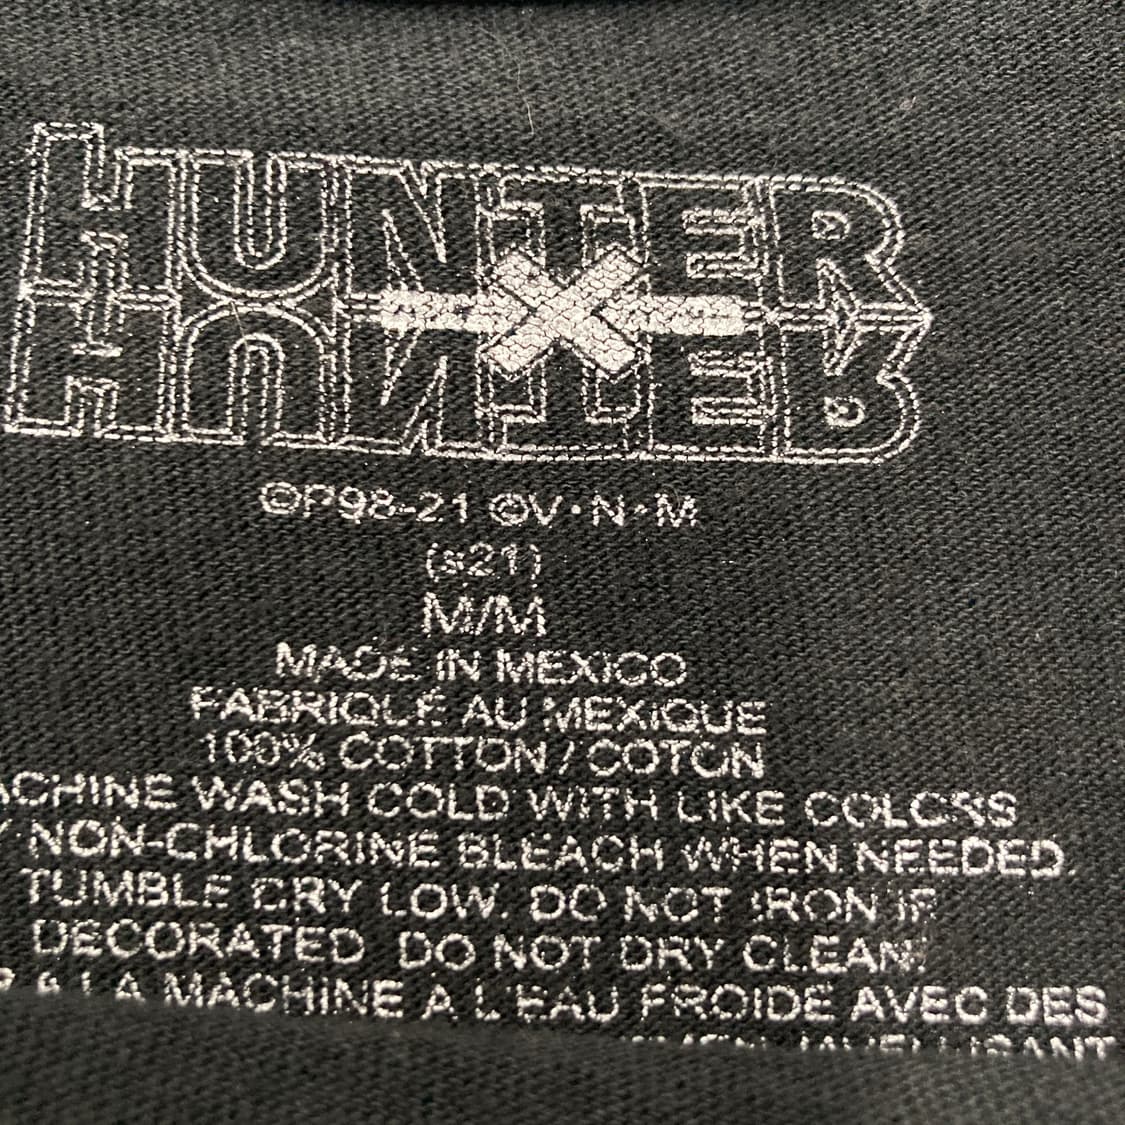 HUNTER
X
HUNTER
©P98-21 ©V・N・M
(s21)
M/M
MADE IN MEXICO
FABRIQUÉ AU MEXIQUE
100% COTTON / COTON
ACHINE WASH COLD WITH LIKE COLORS
NON-CHLORINE BLEACH WHEN NEEDED.
TUMBLE DRY LOW. DO NOT IRON IF
DECORATED. DO NOT DRY CLEAN.
A LA MACHINE A L'EAU FROIDE AVEC DES